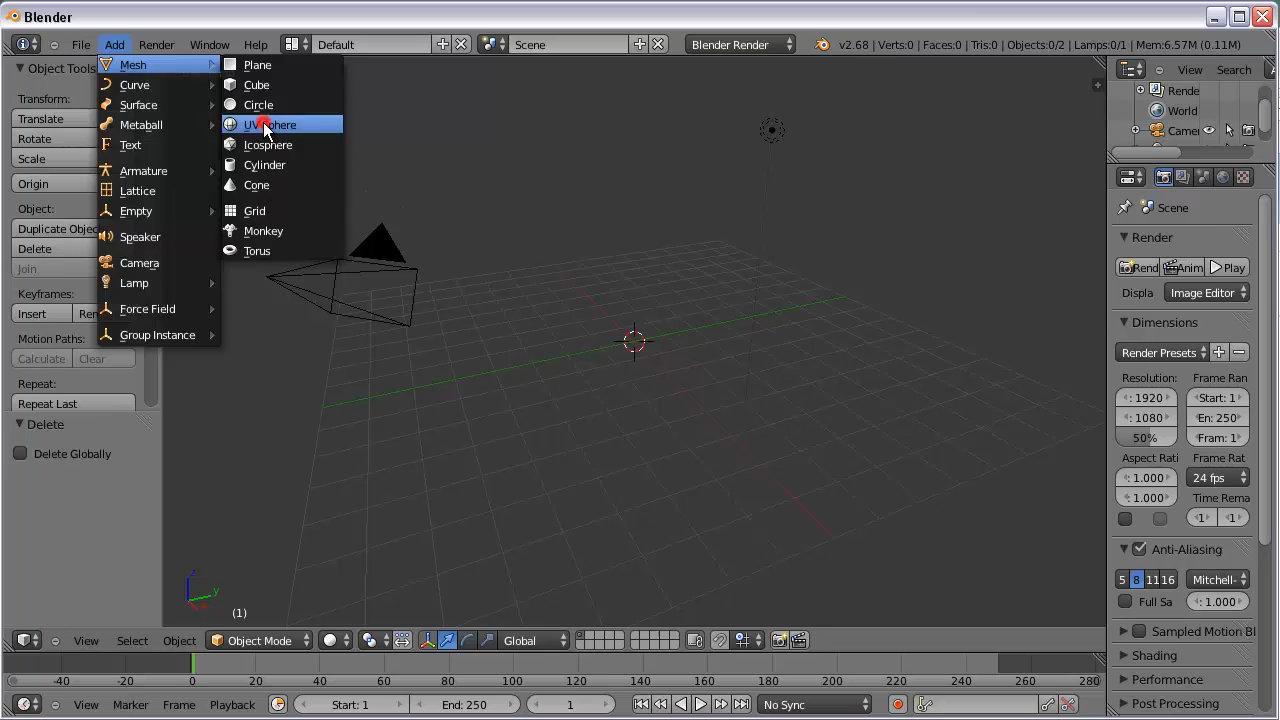 Blender
File Add Render Window Help Default Scene Blender Render v2.68 | Verts:0 | Faces:0 | Tris:0 | Objects:0/2 | Lamps:0/1 | Mem:6.57M (0.11M)
Object Tools
Transform:
Translate
Rotate
Scale
Origin
Object:
Duplicate Objec
Delete
Join
Keyframes:
Insert
Motion Paths:
Calculate Clear
Repeat:
Repeat Last
Delete
Delete Globally
Mesh
Curve
Surface
Metaball
Text
Armature
Lattice
Empty
Speaker
Camera
Lamp
Force Field
Group Instance
Plane
Cube
Circle
Icosphere
Cylinder
Cone
Grid
Monkey
Torus
z
y
x
(1)
View Search
Rende
World
Camer
Scene
Render
Rend Anim Play
Displa Image Editor
Dimensions
Render Presets
Resolution: Frame Ran
: 1920 Start: 1
: 1080 En: 250
50% Fram: 1
Aspect Rati Frame Rat
: 1.000 24 fps
: 1.000 Time Rema
1 1
Anti-Aliasing
5 8 11 16 Mitchell-
Full Sa : 1.000
Sampled Motion Bl
Shading
Performance
Post Processing
View Select Object Object Mode Global
-40 -20 0 20 40 60 80 100 120 140 160 180 200 220 240 260 280
View Marker Frame Playback Start: 1 End: 250 1 No Sync